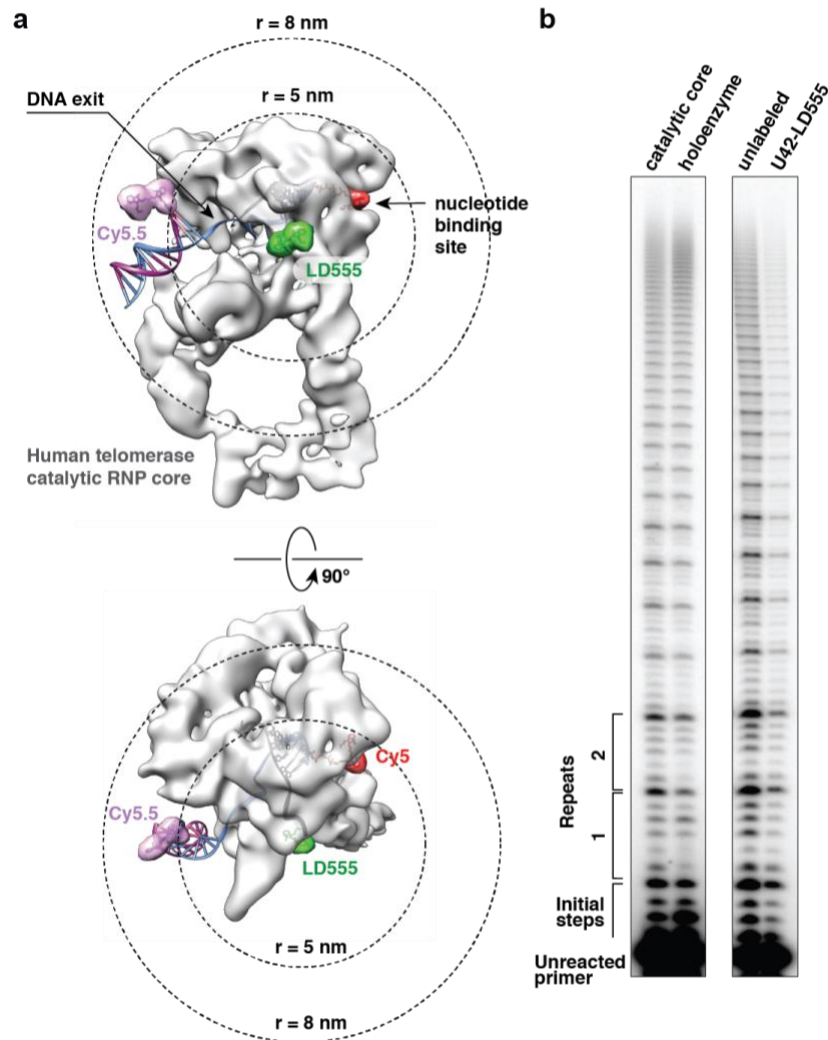 a
r = 8 nm
DNA exit
r = 5 nm
Cy5.5
nucleotide
binding
site
LD555
Human telomerase
catalytic RNP core
90°
Cy5
Cy5.5
LD555
r = 5 nm
r = 8 nm
b
catalytic core
holoenzyme
unlabeled
U42-LD555
2
Repeats
1
Initial
steps
Unreacted
primer